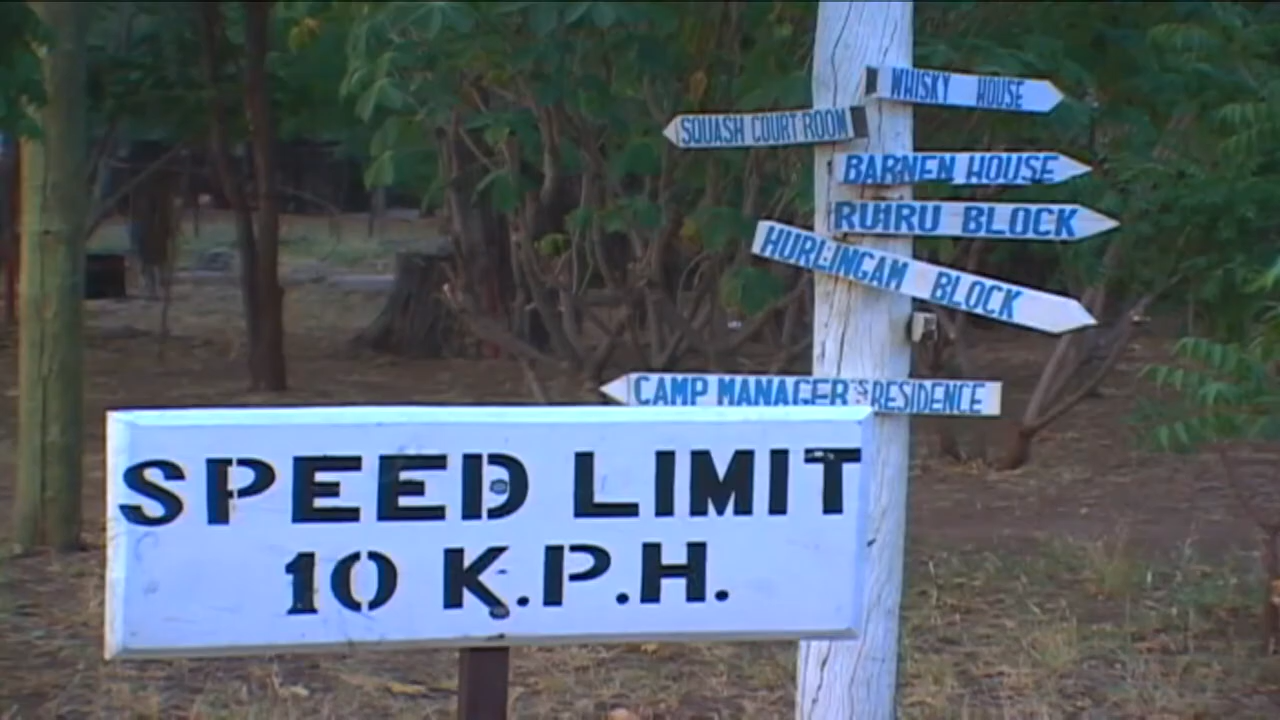 WHISKY HOUSE
SQUASH COURT ROOM
BARNEN HOUSE
RUIRU BLOCK
HURLINGAM BLOCK
CAMP MANAGER'S RESIDENCE
SPEED LIMIT
10 K.P.H.